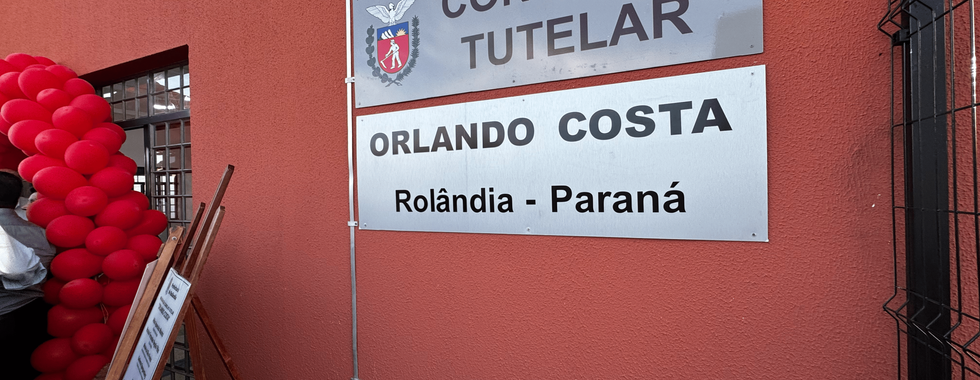 TUTELAR
ORLANDO COSTA
Rolândia - Paraná